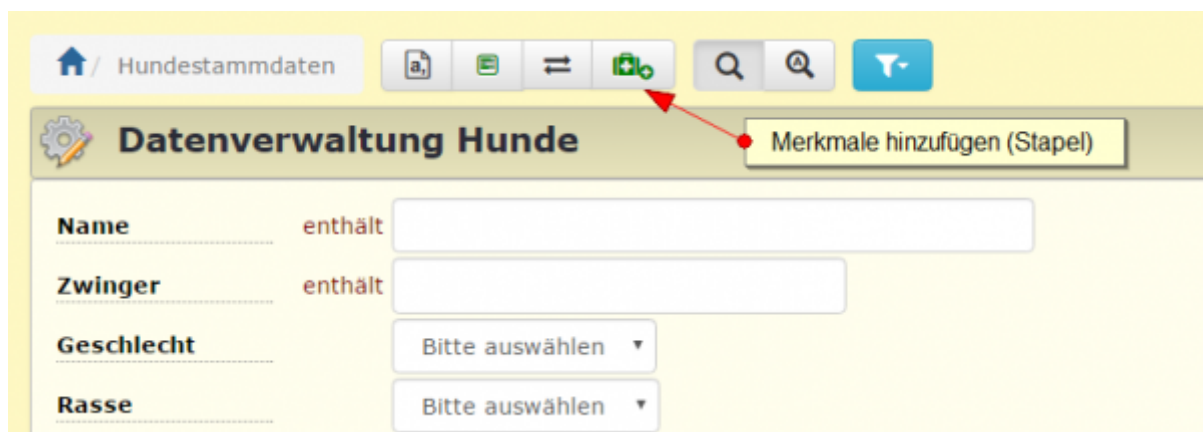 / Hundestammdaten a, A
Datenverwaltung Hunde
Merkmale hinzufügen (Stapel)
Name enthält
Zwinger enthält
Geschlecht Bitte auswählen
Rasse Bitte auswählen